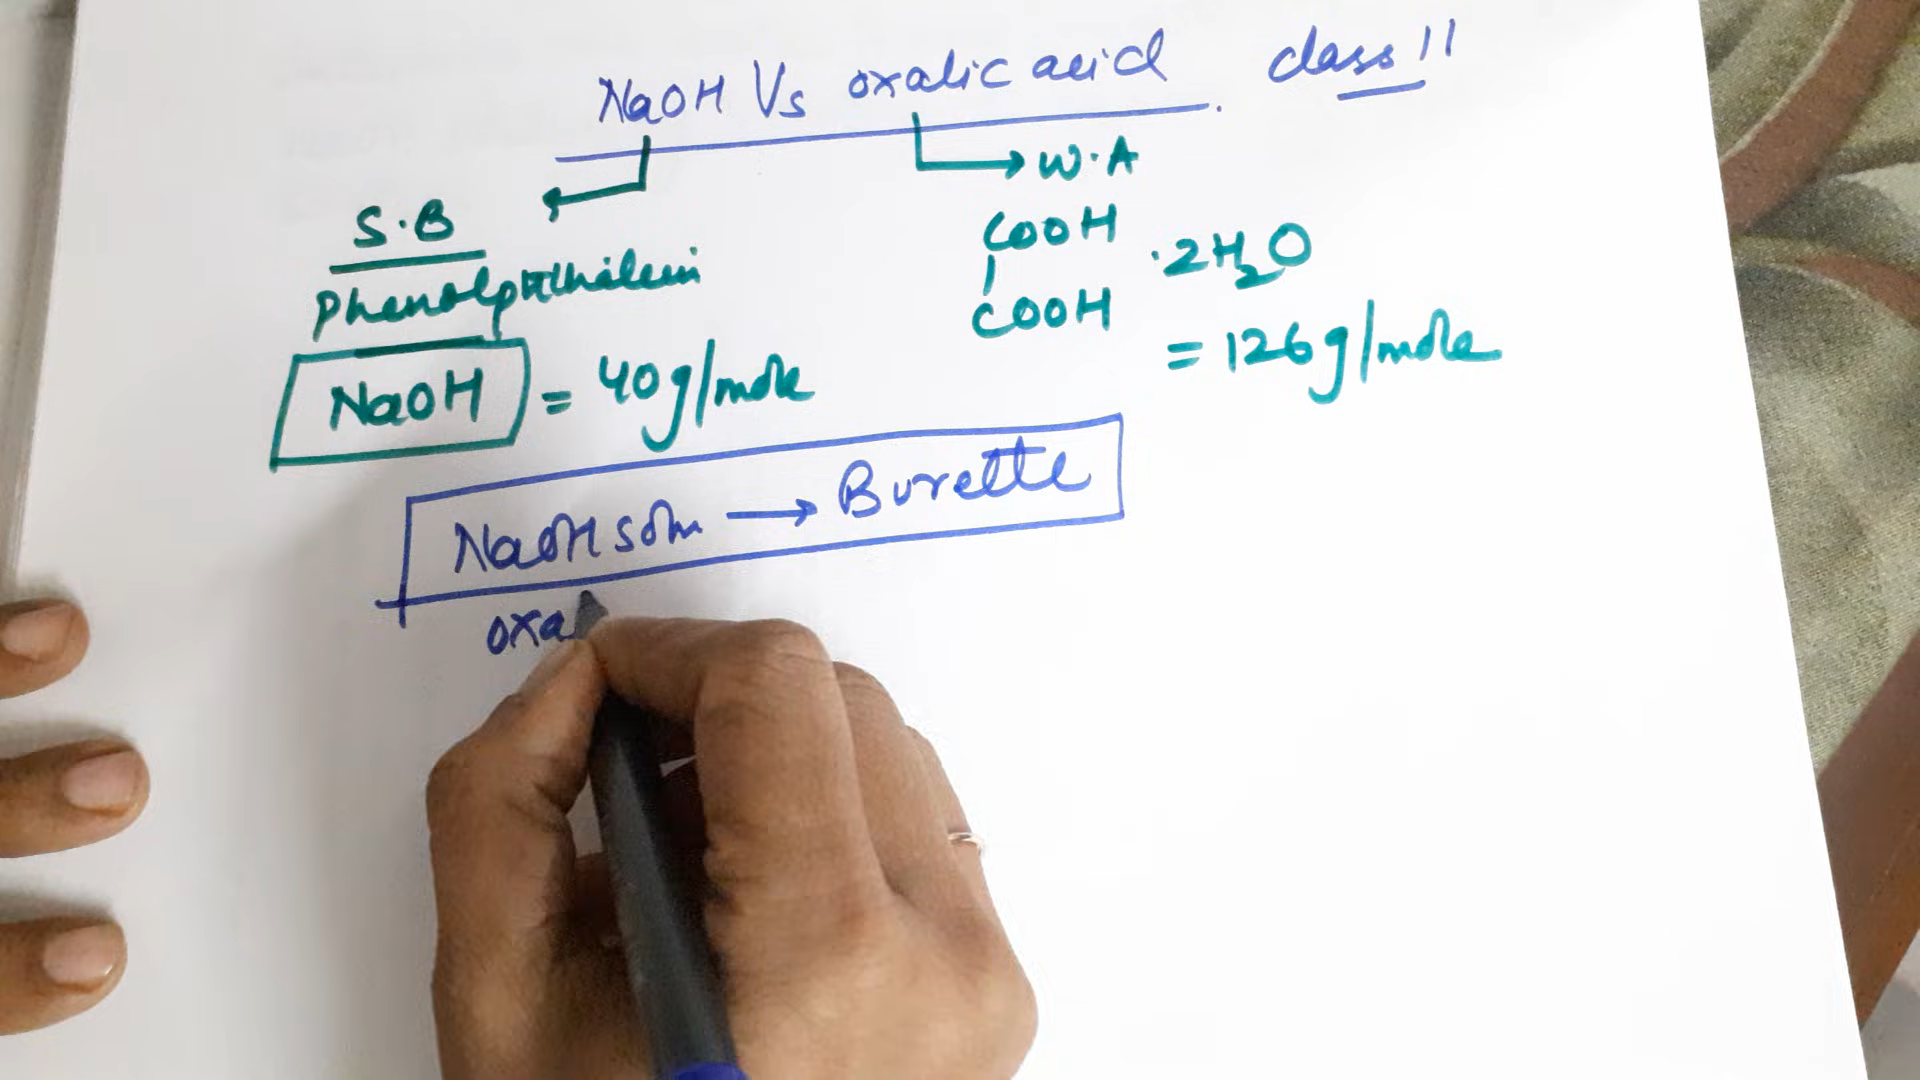 NaOH Vs oxalic acid. class 11
S.B
W.A
COOH
COOH
.2H2O
= 126g/mole
Phenolphthalein
NaOH = 40g/mole
NaOH soln → Burette
oxa